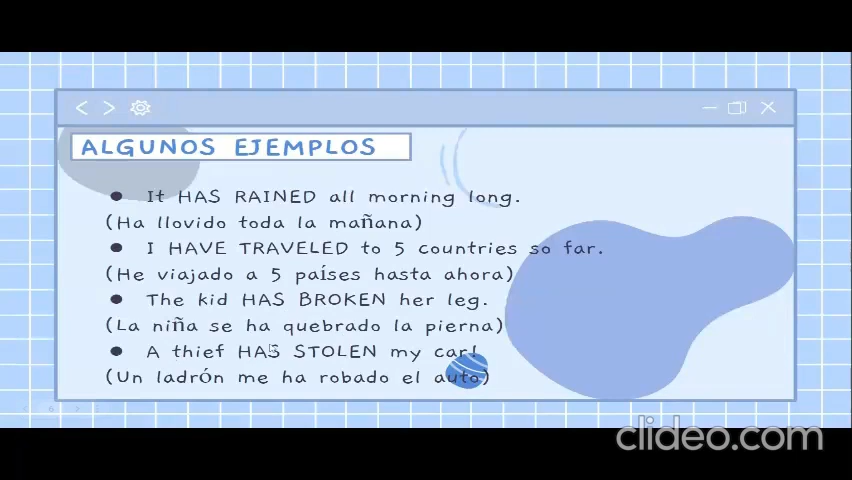 ALGUNOS EJEMPLOS
● It HAS RAINED all morning long.
(Ha llovido toda la mañana)
● I HAVE TRAVELED to 5 countries so far.
(He viajado a 5 países hasta ahora)
● The kid HAS BROKEN her leg.
(La niña se ha quebrado la pierna)
● A thief HAS STOLEN my car!
(Un ladrón me ha robado el auto)
6
clideo.com